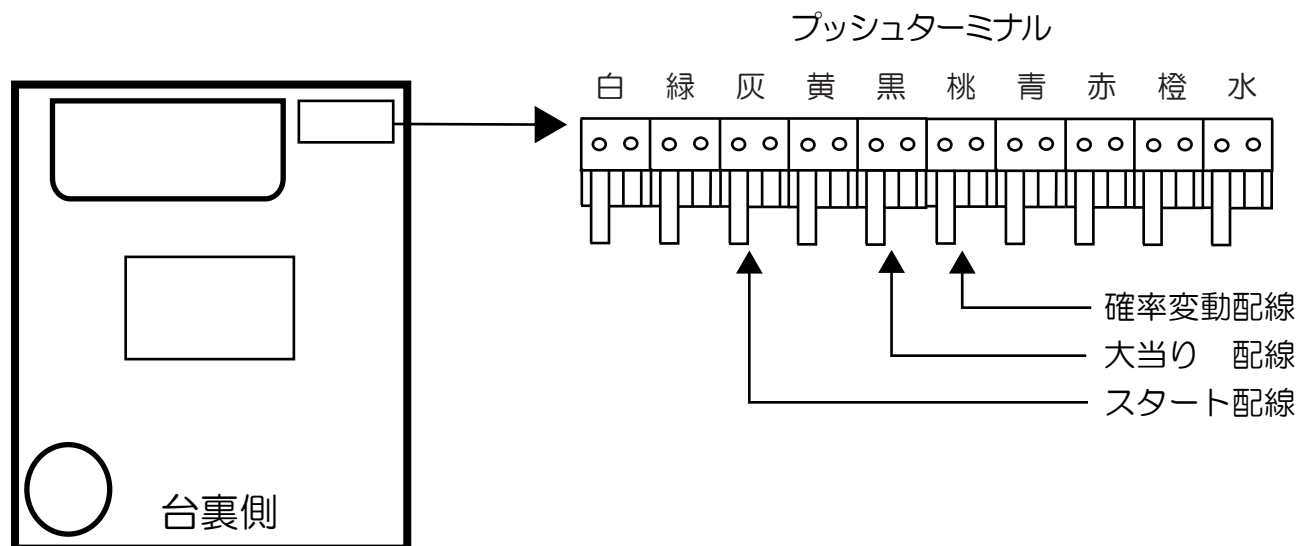 プッシュターミナル
白 緑 灰 黄 黒 桃 青 赤 橙 水
確率変動配線
大当り　配線
スタート配線
台裏側